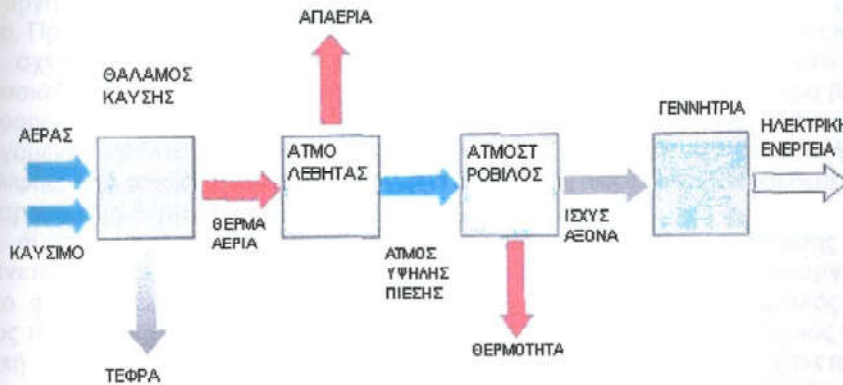 ΑΠΑΕΡΙΑ
ΘΑΛΑΜΟΣ
ΚΑΥΣΗΣ
ΓΕΝΝΗΤΡΙΑ
ΑΕΡΑΣ
ΗΛΕΚΤΡΙΚΗ
ΕΝΕΡΓΕΙΑ
ΑΤΜΟ
ΛΕΒΗΤΑΣ
ΑΤΜΟΣΤ
ΡΟΒΙΛΟΣ
ΚΑΥΣΙΜΟ
ΘΕΡΜΑ
ΑΕΡΙΑ
ΙΣΧΥΣ
ΑΞΟΝΑ
ΑΤΜΟΣ
ΥΨΗΛΗΣ
ΠΙΕΣΗΣ
ΘΕΡΜΟΤΗΤΑ
ΤΕΦΡΑ